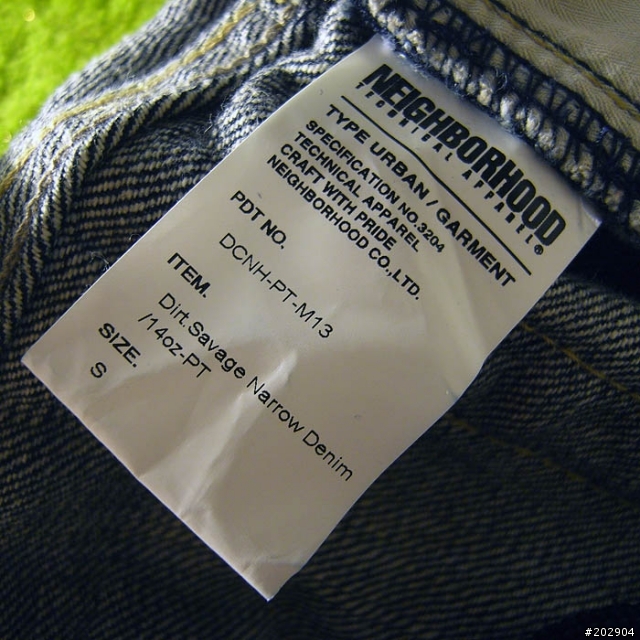 NEIGHBORHOOD®
TECHNICAL APPAREL
TYPE URBAN / GARMENT
SPECIFICATION NO.3204
TECHNICAL APPAREL
CRAFT WITH PRIDE
NEIGHBORHOOD CO.,LTD.
PDT NO.
DCNH-PT-M13
ITEM.
Dirt.Savage Narrow Denim
/14oz-PT
SIZE.
S
#202904